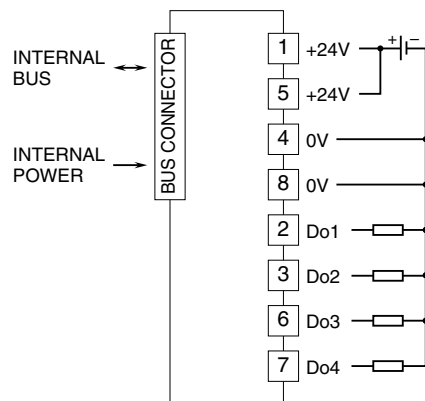 INTERNAL
BUS
INTERNAL
POWER
BUS CONNECTOR
1 +24V + −
5 +24V
4 0V
8 0V
2 Do1
3 Do2
6 Do3
7 Do4